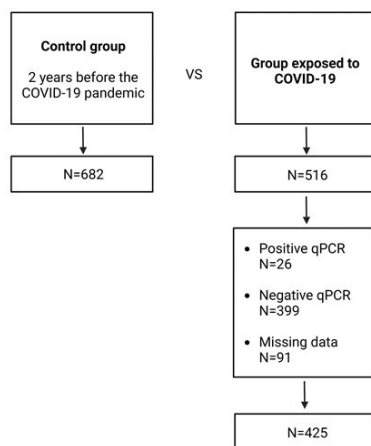 Control group
2 years before the
COVID-19 pandemic
VS
Group exposed to
COVID-19
N=682
N=516
• Positive qPCR
N=26
• Negative qPCR
N=399
• Missing data
N=91
N=425